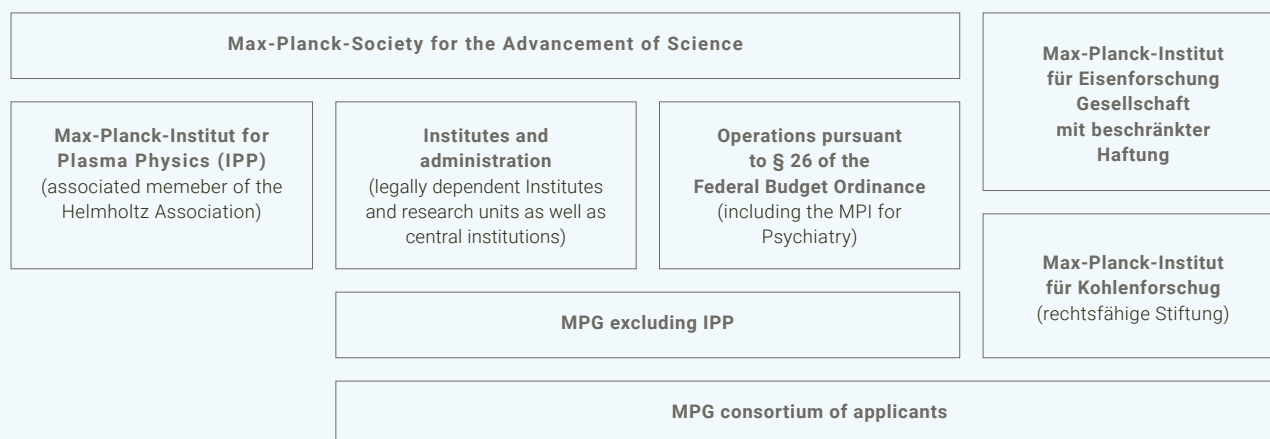 Max-Planck-Society for the Advancement of Science
Max-Planck-Institut
für Eisenforschung
Gesellschaft
mit beschränkter
Haftung
Max-Planck-Institut for
Plasma Physics (IPP)
(associated memeber of the
Helmholtz Association)
Institutes and
administration
(legally dependent Institutes
and research units as well as
central institutions)
Operations pursuant
to § 26 of the
Federal Budget Ordinance
(including the MPI for
Psychiatry)
Max-Planck-Institut
für Kohlenforschug
(rechtsfähige Stiftung)
MPG excluding IPP
MPG consortium of applicants